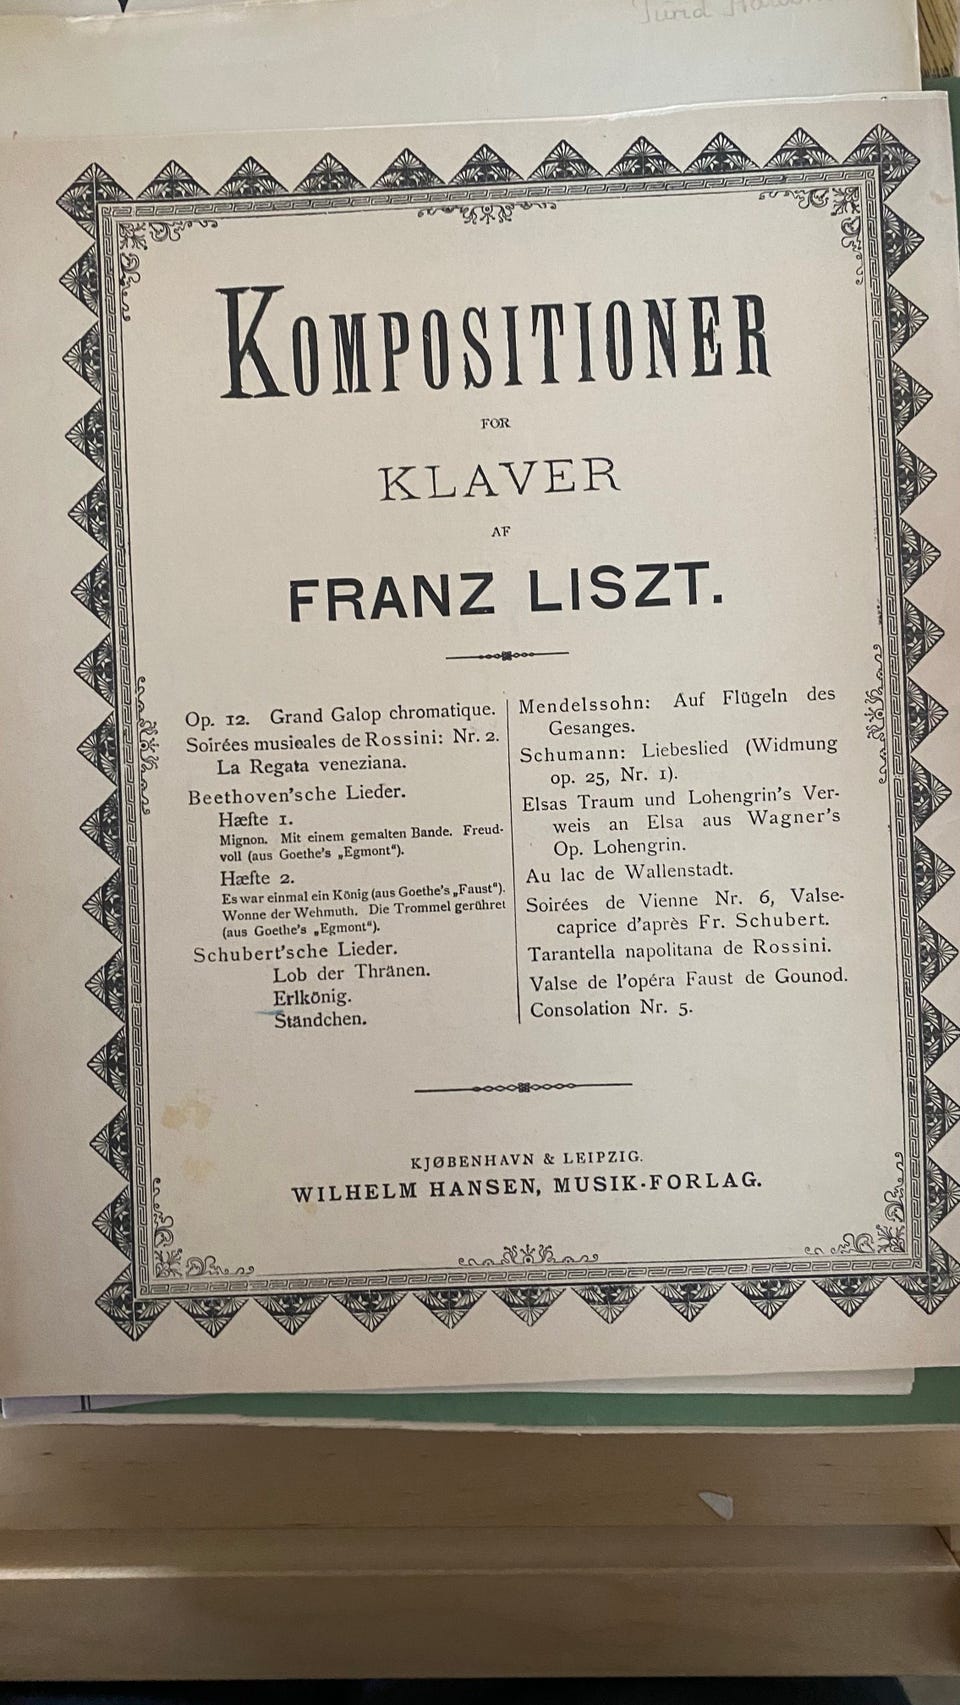 KOMPOSITIONER
FOR
KLAVER
AF
FRANZ LISZT.
Op. 12. Grand Galop chromatique.
Soirées musicales de Rossini: Nr. 2.
La Regata veneziana.
Beethoven'sche Lieder.
Hæfte 1.
Mignon. Mit einem gemalten Bande. Freud-
voll (aus Goethe's „Egmont“).
Hæfte 2.
Es war einmal ein König (aus Goethe's „Faust“).
Wonne der Wehmuth. Die Trommel gerühret
(aus Goethe's „Egmont“).
Schubert'sche Lieder.
Lob der Thränen.
Erlkönig.
Ständchen.
Mendelssohn: Auf Flügeln des
Gesanges.
Schumann: Liebeslied (Widmung
op. 25, Nr. 1).
Elsas Traum und Lohengrin's Ver-
weis an Elsa aus Wagner's
Op. Lohengrin.
Au lac de Wallenstadt.
Soirées de Vienne Nr. 6, Valse-
caprice d'après Fr. Schubert.
Tarantella napolitana de Rossini.
Valse de l'opéra Faust de Gounod.
Consolation Nr. 5.
KJØBENHAVN & LEIPZIG.
WILHELM HANSEN, MUSIK-FORLAG.